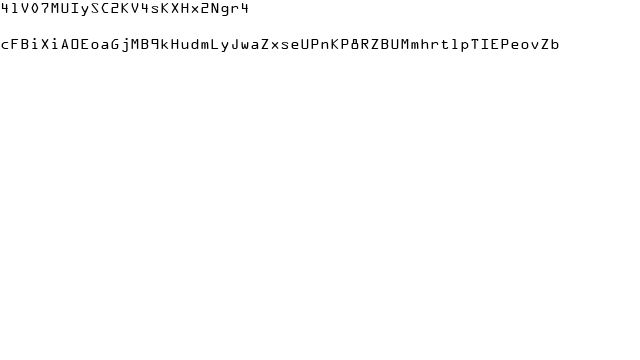 41V07MUIySC2KV4sKXHx2Ngr4
cFBiXiAOEoaGjMB9kHudmLyJwaZxseUPnKP8RZBUMmhrt1pTIEPeovZb